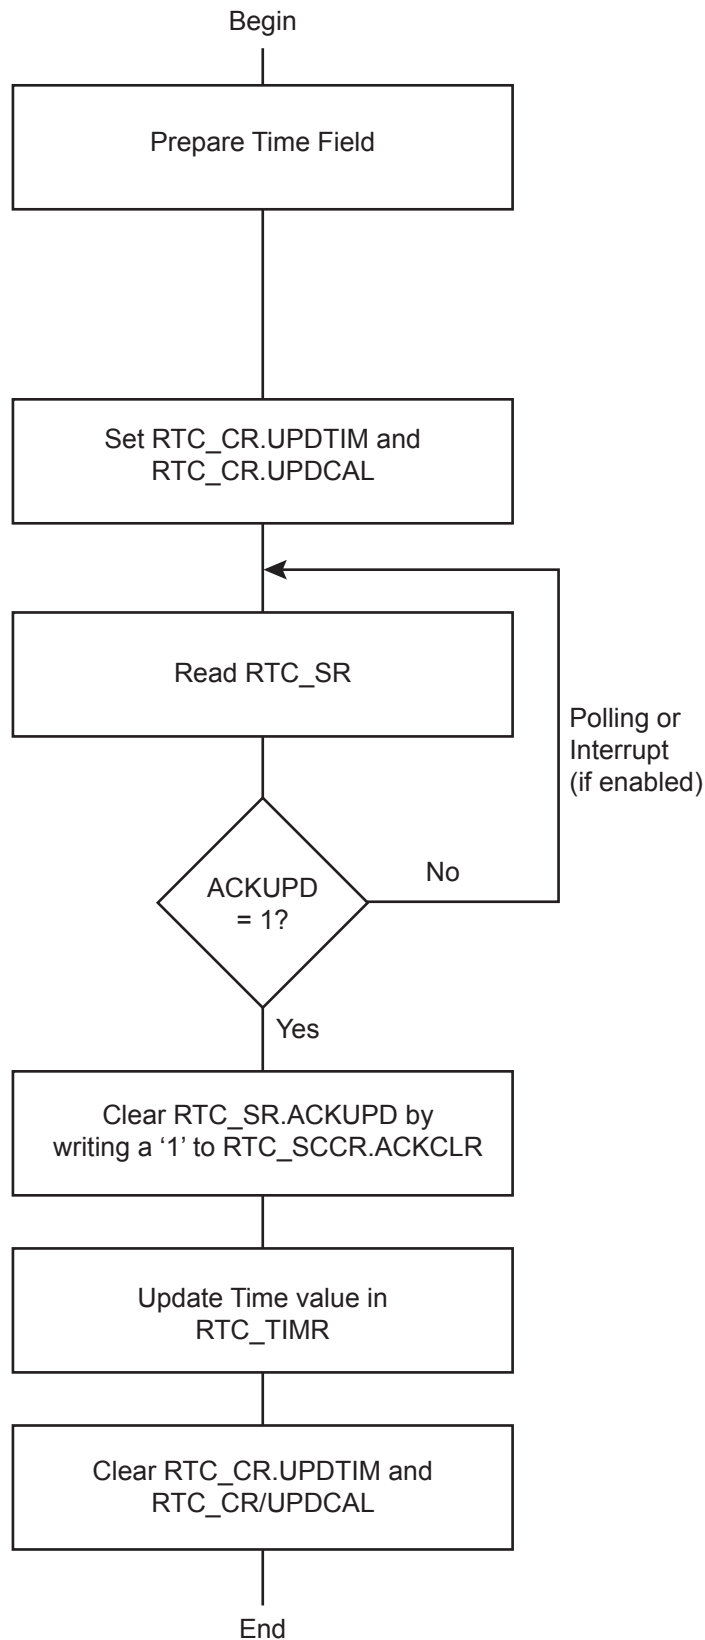 Begin
Prepare Time Field
Set RTC_CR.UPDTIM and
RTC_CR.UPDCAL
Read RTC_SR
Polling or
Interrupt
(if enabled)
No
ACKUPD
= 1?
Yes
Clear RTC_SR.ACKUPD by
writing a ‘1’ to RTC_SCCR.ACKCLR
Update Time value in
RTC_TIMR
Clear RTC_CR.UPDTIM and
RTC_CR/UPDCAL
End